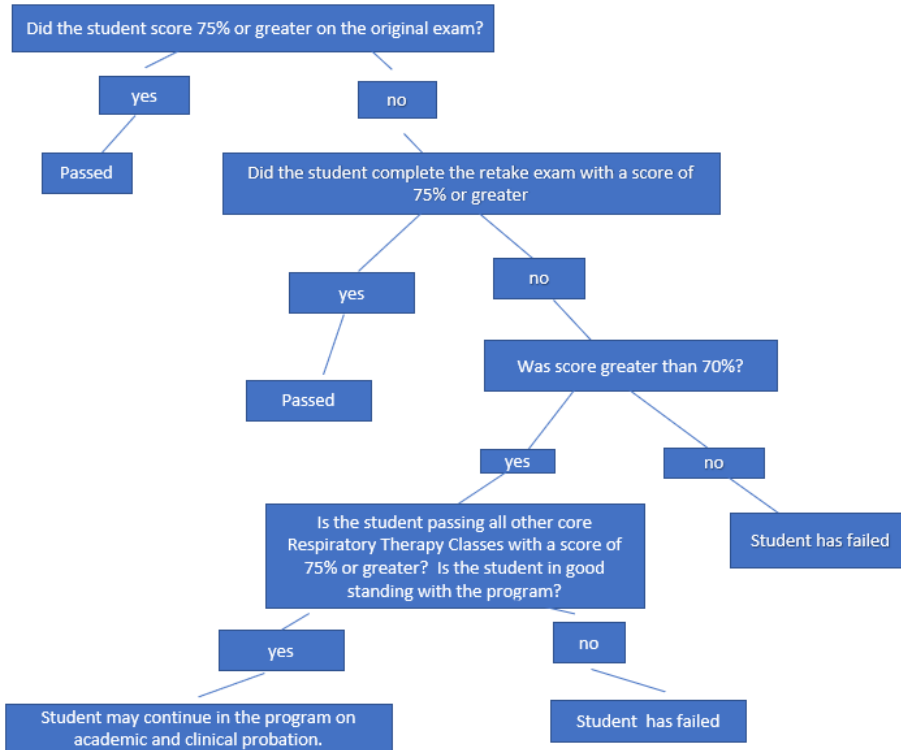 Did the student score 75% or greater on the original exam?
yes
no
Passed
Did the student complete the retake exam with a score of
75% or greater
yes
no
Passed
Was score greater than 70%?
yes
no
Is the student passing all other core
Respiratory Therapy Classes with a score of
75% or greater?  Is the student in good
standing with the program?
Student has failed
yes
no
Student may continue in the program on
academic and clinical probation.
Student  has failed